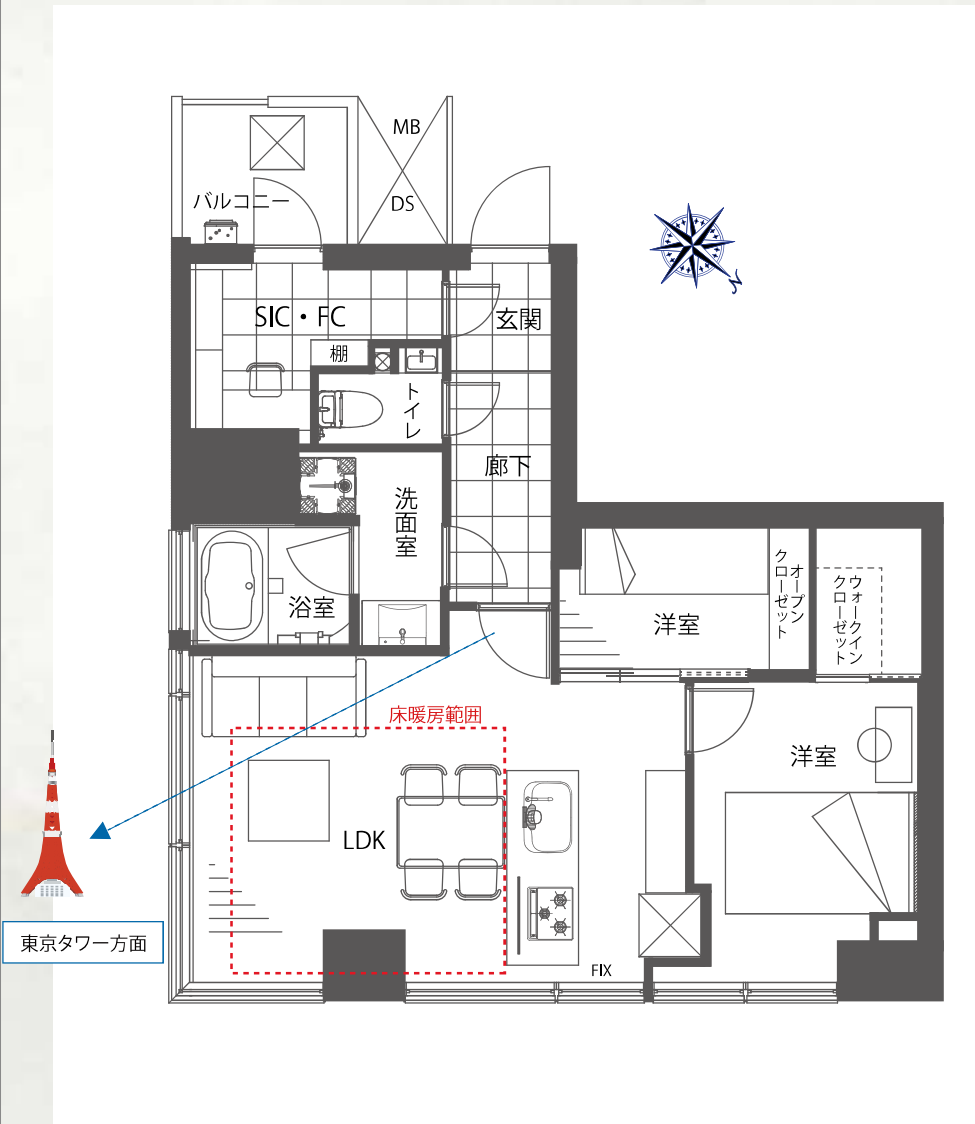 MB
DS
バルコニー
SIC・FC
玄関
棚
トイレ
廊下
洗面室
浴室
洋室
オープン
クローゼット
ウォークイン
クローゼット
N
床暖房範囲
洋室
LDK
東京タワー方面
FIX